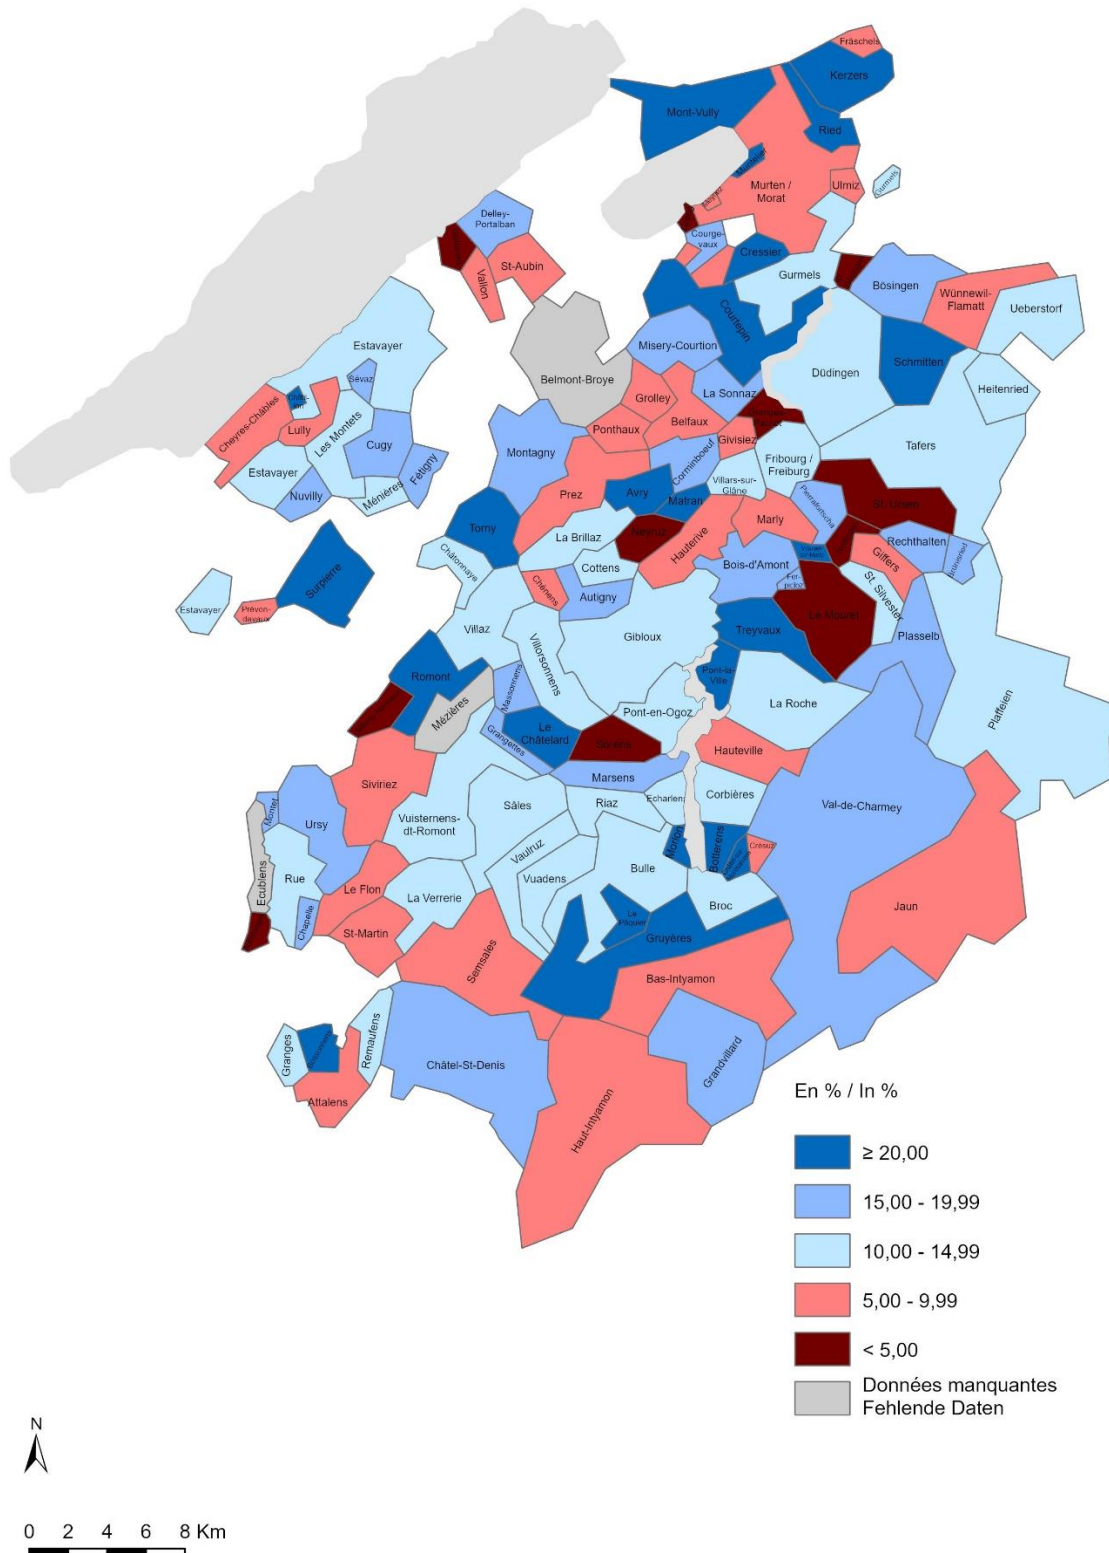 Fräschels
Kerzers
Mont-Vully
Ried
Gurmels
Ulmiz
Murten /
Morat
Meyriez
Delley-
Portalban
Courge-
vaux
Cressier
St-Aubin
Vallon
Gurmels
Bösingen
Wünnewil-
Flamatt
Ueberstorf
Courtepin
Estavayer
Misery-Courtion
Schmitten
Düdingen
Heitenried
Sévaz
Belmont-Broye
La Sonnaz
Cheyres-Châbles
Lully
Les Montets
Grolley
Belfaux
Ponthaux
Givisiez
Tafers
Cugy
Montagny
Corminboeuf
Fribourg /
Freiburg
Estavayer
Fétigny
Villars-sur-
Glâne
Nuvilly
Ménières
Prez
Avry
Matran
Pierrafortscha
St. Ursen
Torny
Marly
Neyruz
Hauterive
La Brillaz
Rechthalten
Brünisried
Giffers
Châtonnaye
Cottens
Bois-d'Amont
Surpierre
Chénens
Autigny
Fer-
picloz
St. Silvester
Estavayer
Prévon-
davaux
Le Mouret
Villaz
Villorsonnens
Gibloux
Treyvaux
Plasselb
Romont
Massonnens
Pont-la-
Ville
Mézières
La Roche
Plaffeien
Pont-en-Ogoz
Le
Châtelard
Grangettes
Sorens
Hauteville
Siviriez
Marsens
Val-de-Charmey
Montet
Ursy
Vuisternens-
dt-Romont
Sâles
Riaz
Echarlens
Corbières
Morlon
Botterens
Crésuz
Vaulruz
Ecublens
Rue
Vuadens
Bulle
Le Flon
La Verrerie
Broc
Jaun
Chapelle
Le
Pâquier
St-Martin
Gruyères
Semsales
Bas-Intyamon
Granges
Remaufens
Châtel-St-Denis
Grandvillard
Attalens
Haut-Intyamon
En % / In %
≥ 20,00
15,00 - 19,99
10,00 - 14,99
5,00 - 9,99
< 5,00
Données manquantes
Fehlende Daten
N
0 2 4 6 8 Km